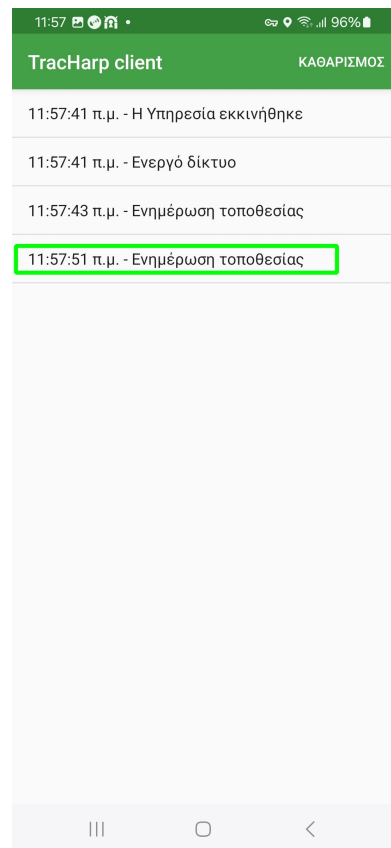 11:57
96%
TracHarp client
ΚΑΘΑΡΙΣΜΟΣ
11:57:41 π.μ. - Η Υπηρεσία εκκινήθηκε
11:57:41 π.μ. - Ενεργό δίκτυο
11:57:43 π.μ. - Ενημέρωση τοποθεσίας
11:57:51 π.μ. - Ενημέρωση τοποθεσίας